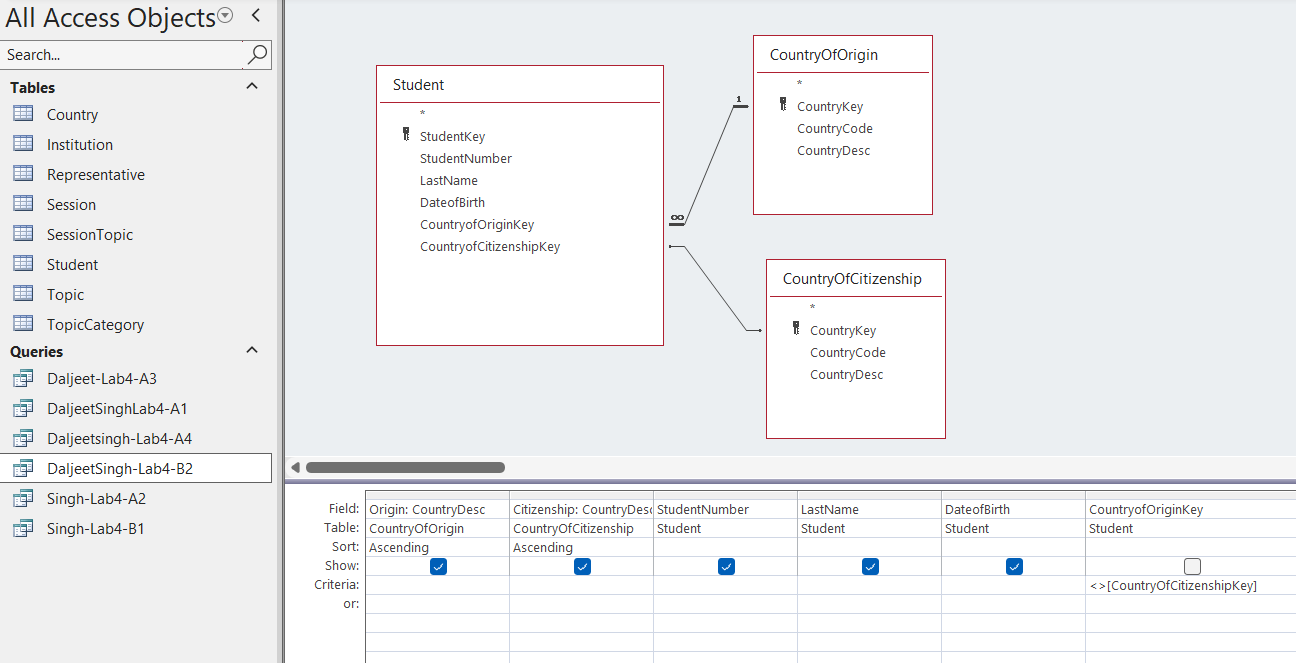 All Access Objects
Search...
Tables
Country
Institution
Representative
Session
SessionTopic
Student
Topic
TopicCategory
Queries
Daljeet-Lab4-A3
DaljeetSinghLab4-A1
Daljeetsingh-Lab4-A4
DaljeetSingh-Lab4-B2
Singh-Lab4-A2
Singh-Lab4-B1
Student
*
StudentKey
StudentNumber
LastName
DateofBirth
CountryofOriginKey
CountryofCitizenshipKey
1
∞
CountryOfOrigin
*
CountryKey
CountryCode
CountryDesc
CountryOfCitizenship
*
CountryKey
CountryCode
CountryDesc
Field: Origin: CountryDesc Citizenship: CountryDesc StudentNumber LastName DateofBirth CountryofOriginKey
Table: CountryOfOrigin CountryOfCitizenship Student Student Student Student
Sort: Ascending Ascending
Show:
Criteria: <>[CountryOfCitizenshipKey]
or: